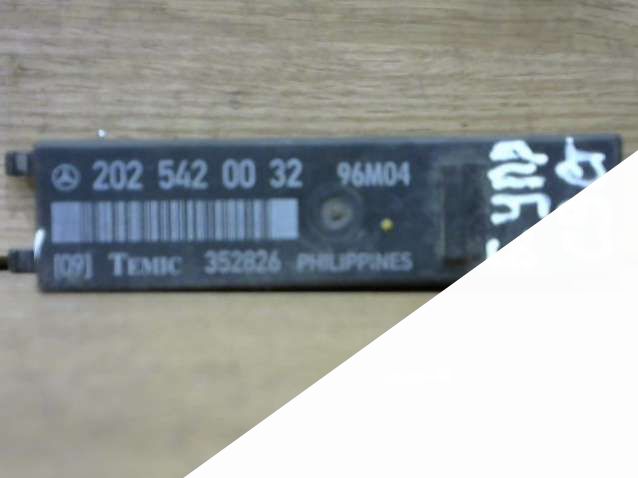 202 542 00 32 96M04
[09] TEMIC 352826 PHILIPPINES